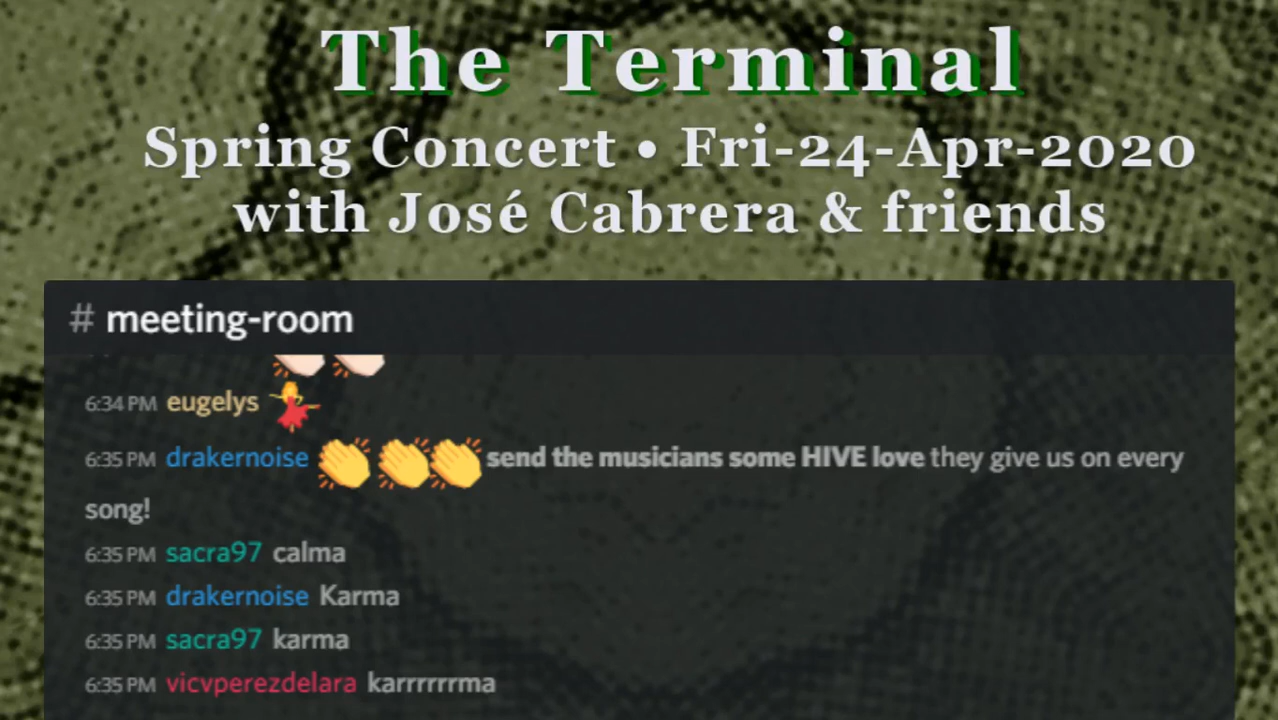 The Terminal
Spring Concert • Fri-24-Apr-2020
with José Cabrera & friends
# meeting-room
6:34 PM eugelys 💃
6:35 PM drakernoise 👏 👏👏 send the musicians some HIVE love they give us on every
song!
6:35 PM sacra97 calma
6:35 PM drakernoise Karma
6:35 PM sacra97 karma
6:35 PM vicvperezdelara karrrrrrma